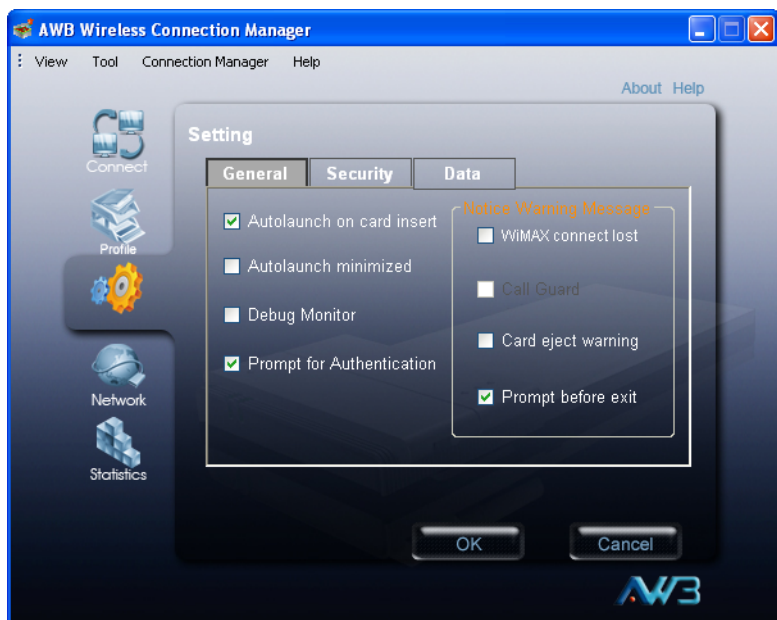 AWB Wireless Connection Manager
View Tool Connection Manager Help
About Help
Connect
Profile
Network
Statistics
Setting
General Security Data
Autolaunch on card insert
Autolaunch minimized
Debug Monitor
Prompt for Authentication
Notice Warning Message
WiMAX connect lost
Call Guard
Card eject warning
Prompt before exit
OK Cancel
AWB